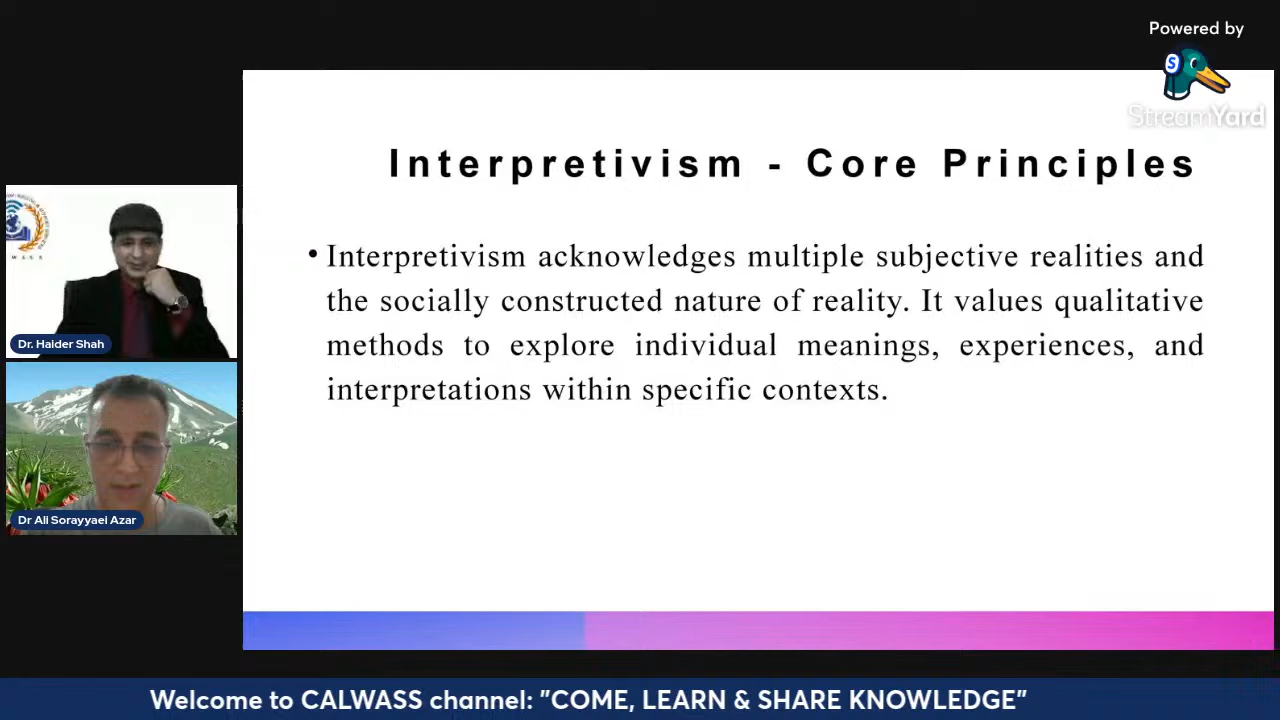 Powered by
StreamYard
Interpretivism - Core Principles
• Interpretivism acknowledges multiple subjective realities and
the socially constructed nature of reality. It values qualitative
methods to explore individual meanings, experiences, and
interpretations within specific contexts.
Dr. Haider Shah
Dr Ali Sorayyaei Azar
Welcome to CALWASS channel: "COME, LEARN & SHARE KNOWLEDGE"